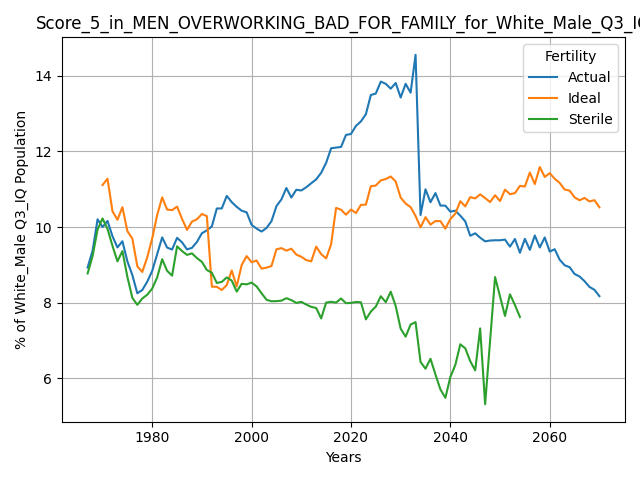 Score_5_in_MEN_OVERWORKING_BAD_FOR_FAMILY_for_White_Male_Q3_IQ
Fertility
Actual
Ideal
Sterile
% of White_Male Q3_IQ Population
14
12
10
8
6
1980 2000 2020 2040 2060
Years